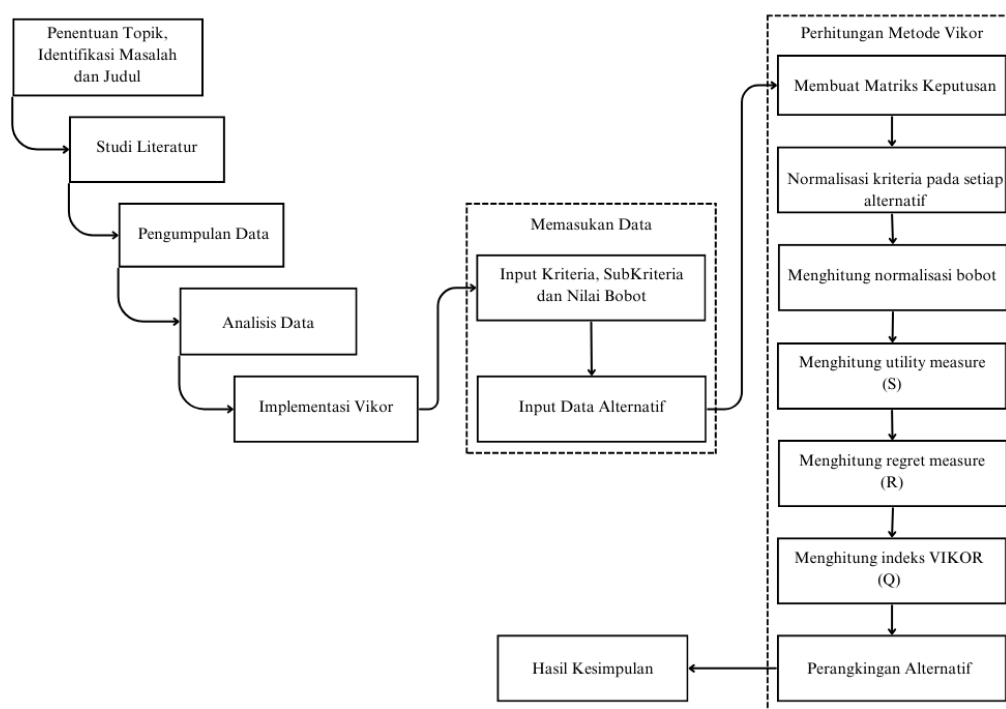 Penentuan Topik,
Identifikasi Masalah
dan Judul
Studi Literatur
Pengumpulan Data
Analisis Data
Implementasi Vikor
Memasukan Data
Input Kriteria, SubKriteria
dan Nilai Bobot
Input Data Alternatif
Perhitungan Metode Vikor
Membuat Matriks Keputusan
Normalisasi kriteria pada setiap
alternatif
Menghitung normalisasi bobot
Menghitung utility measure
(S)
Menghitung regret measure
(R)
Menghitung indeks VIKOR
(Q)
Perangkingan Alternatif
Hasil Kesimpulan